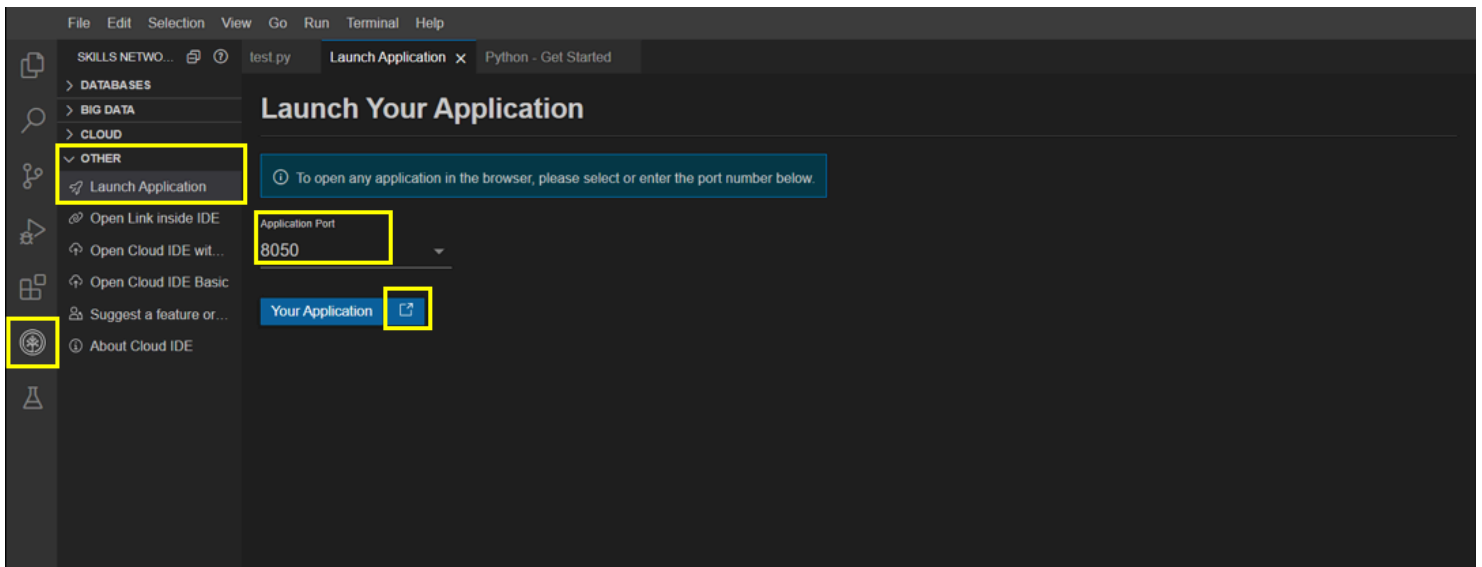 File Edit Selection View Go Run Terminal Help
SKILLS NETWO...
test.py Launch Application Python - Get Started
DATABASES
BIG DATA
CLOUD
OTHER
Launch Application
Open Link inside IDE
Open Cloud IDE wit...
Open Cloud IDE Basic
Suggest a feature or...
About Cloud IDE
Launch Your Application
To open any application in the browser, please select or enter the port number below.
Application Port
8050
Your Application